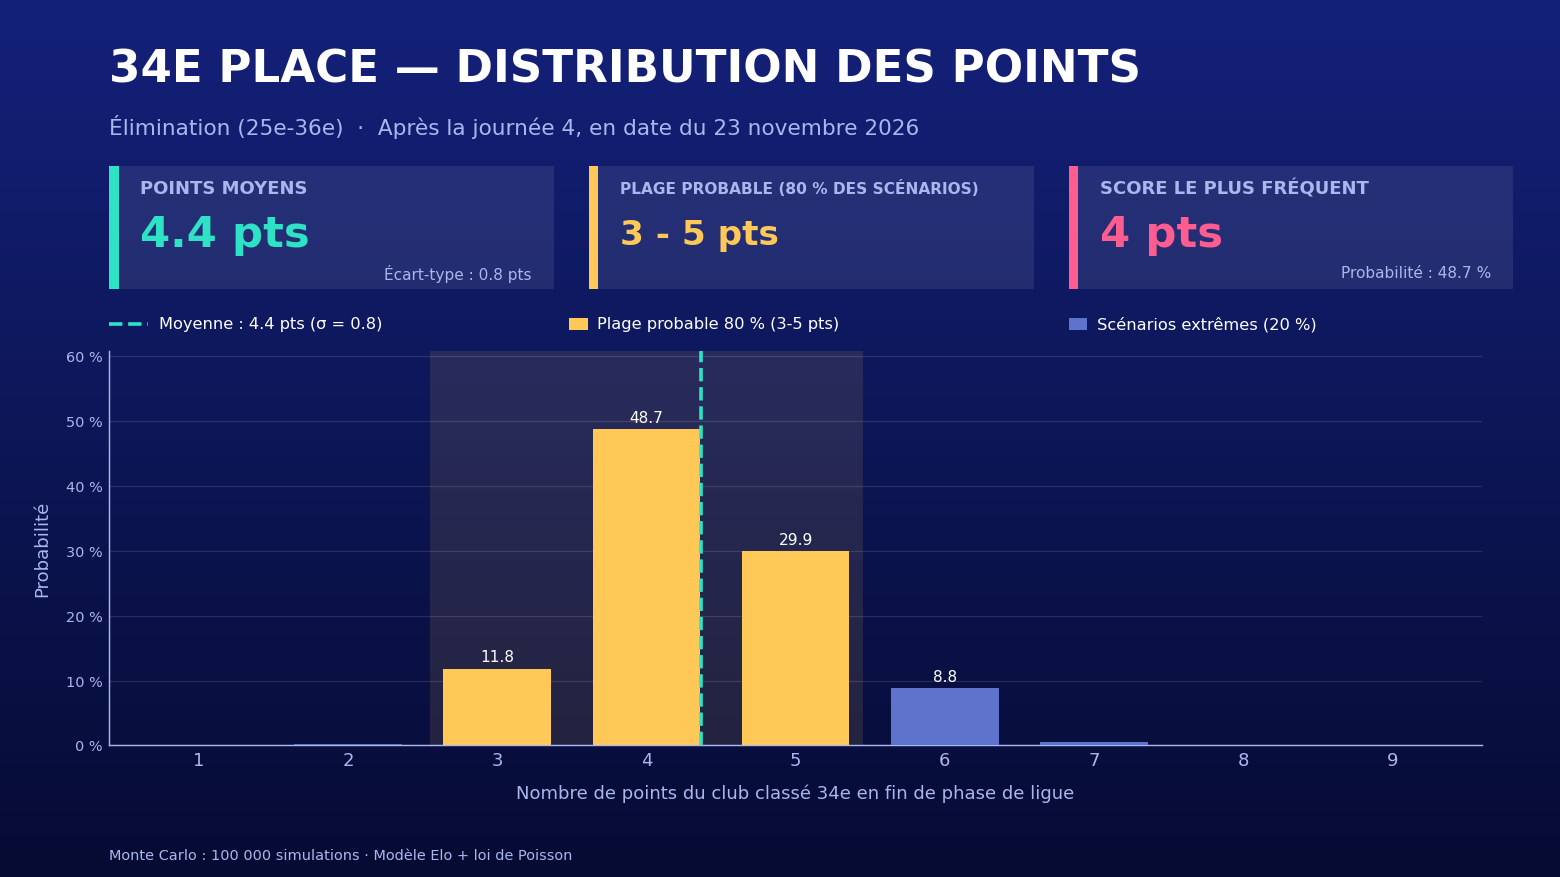 34E PLACE — DISTRIBUTION DES POINTS
Élimination (25e-36e)  ·  Après la journée 4, en date du 23 novembre 2026
POINTS MOYENS
4.4 pts
Écart-type : 0.8 pts
PLAGE PROBABLE (80 % DES SCÉNARIOS)
3 - 5 pts
SCORE LE PLUS FRÉQUENT
4 pts
Probabilité : 48.7 %
Moyenne : 4.4 pts (σ = 0.8)
Plage probable 80 % (3-5 pts)
Scénarios extrêmes (20 %)
60 %
50 %
40 %
30 %
20 %
10 %
0 %
Probabilité
11.8
48.7
29.9
8.8
1 2 3 4 5 6 7 8 9
Nombre de points du club classé 34e en fin de phase de ligue
Monte Carlo : 100 000 simulations · Modèle Elo + loi de Poisson